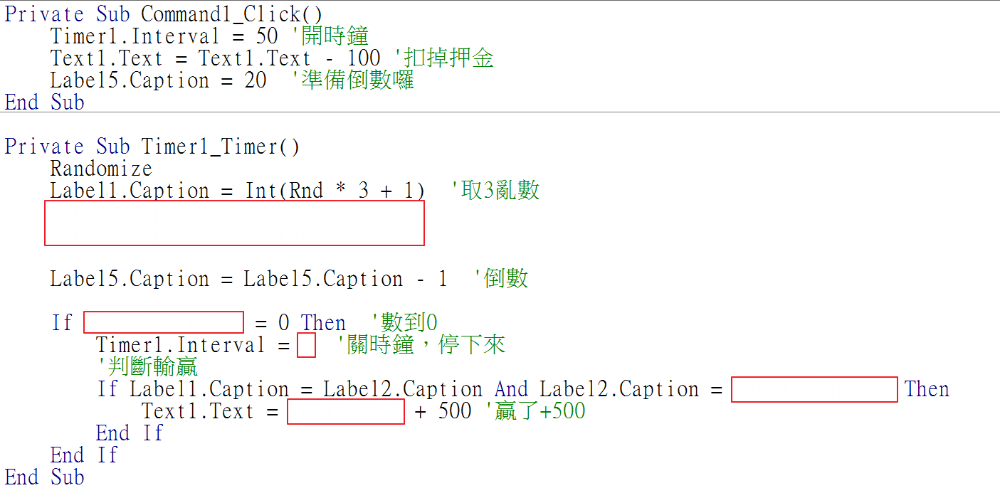 Private Sub Command1_Click()
Timer1.Interval = 50 '開時鐘
Text1.Text = Text1.Text - 100 '扣掉押金
Label5.Caption = 20 '準備倒數囉
End Sub
Private Sub Timer1_Timer()
Randomize
Label1.Caption = Int(Rnd * 3 + 1) '取3亂數
Label5.Caption = Label5.Caption - 1 '倒數
If = 0 Then '數到0
Timer1.Interval = '關時鐘，停下來
'判斷輸贏
If Label1.Caption = Label2.Caption And Label2.Caption = Then
Text1.Text = + 500 '贏了+500
End If
End If
End Sub